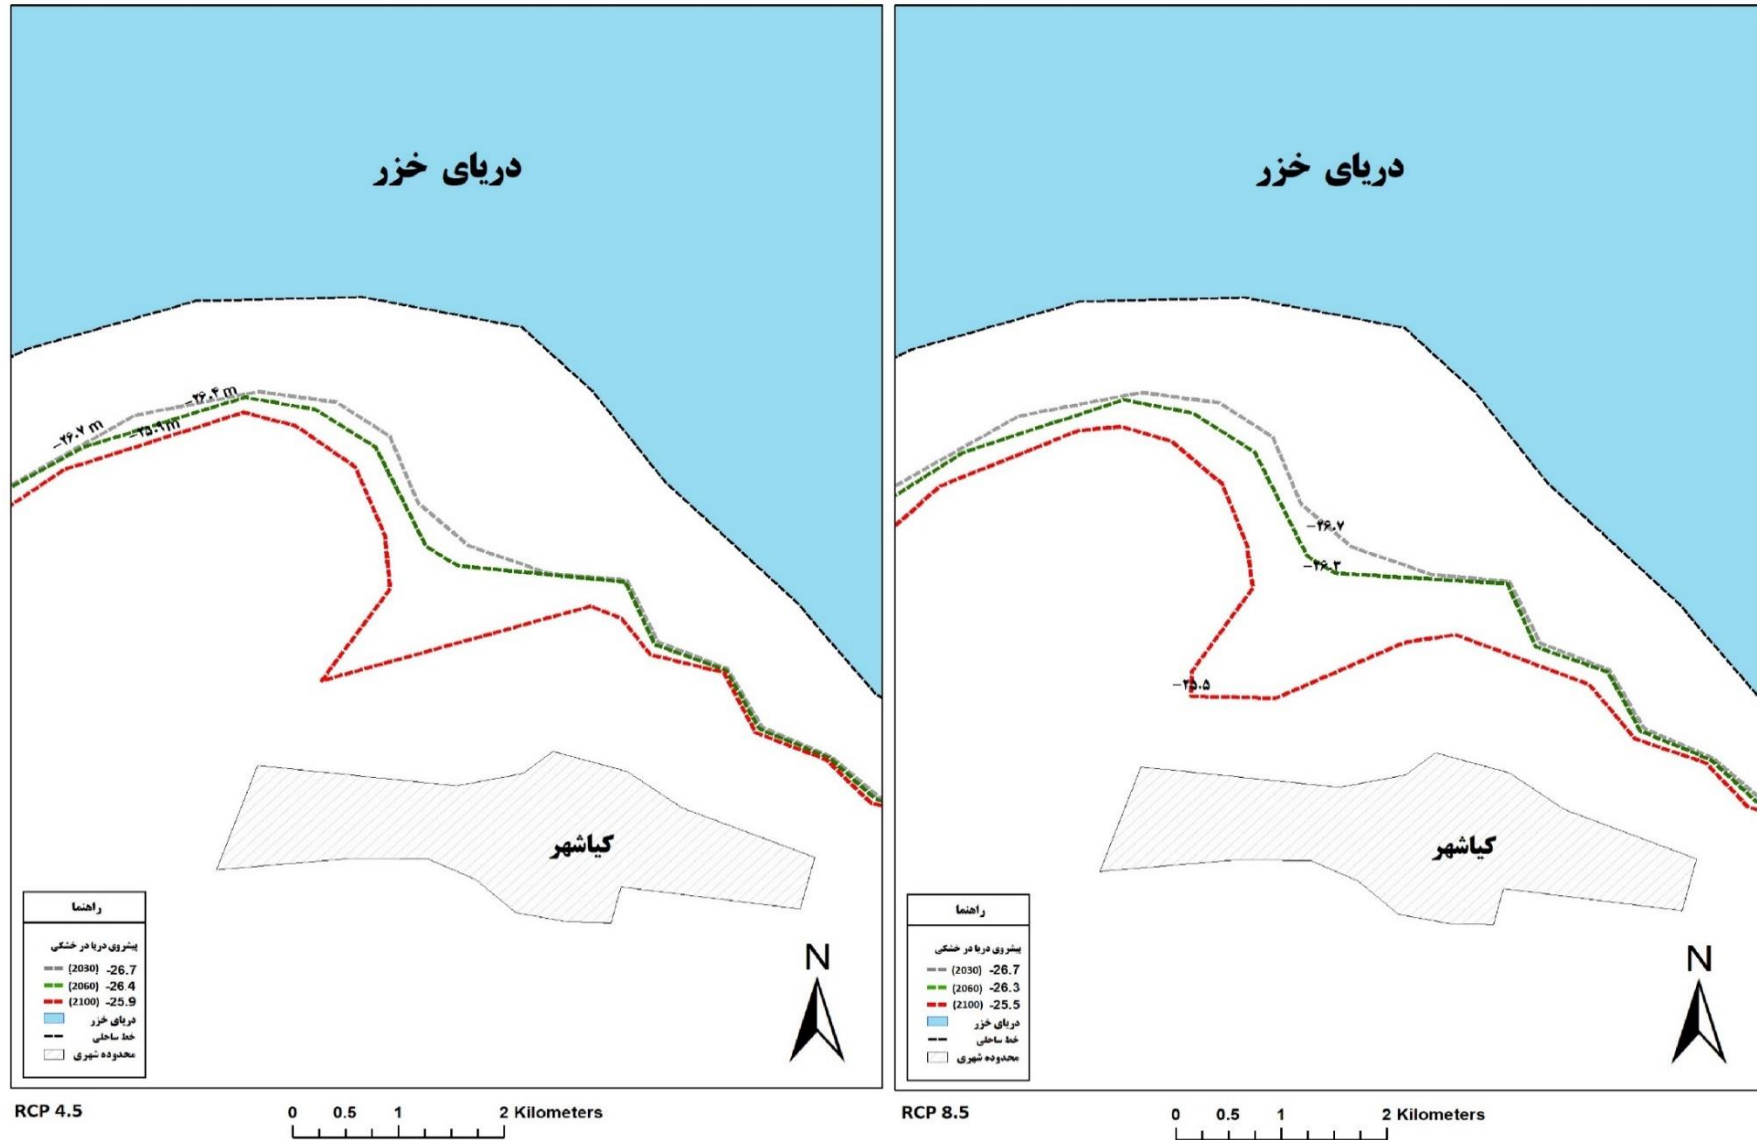 دریای خزر
-۲۶.۴ m
-۲۶.۷ m
-۲۵.۹ m
کیاشهر
راهنما
پیشروی دریا در خشکی
(2030) -26.7
(2060) -26.4
(2100) -25.9
دریای خزر
خط ساحلی
محدوده شهری
N
RCP 4.5
0 0.5 1 2 Kilometers
دریای خزر
-۲۶.۷
-۲۶.۳
-۲۵.۵
کیاشهر
راهنما
پیشروی دریا در خشکی
(2030) -26.7
(2060) -26.3
(2100) -25.5
دریای خزر
خط ساحلی
محدوده شهری
N
RCP 8.5
0 0.5 1 2 Kilometers